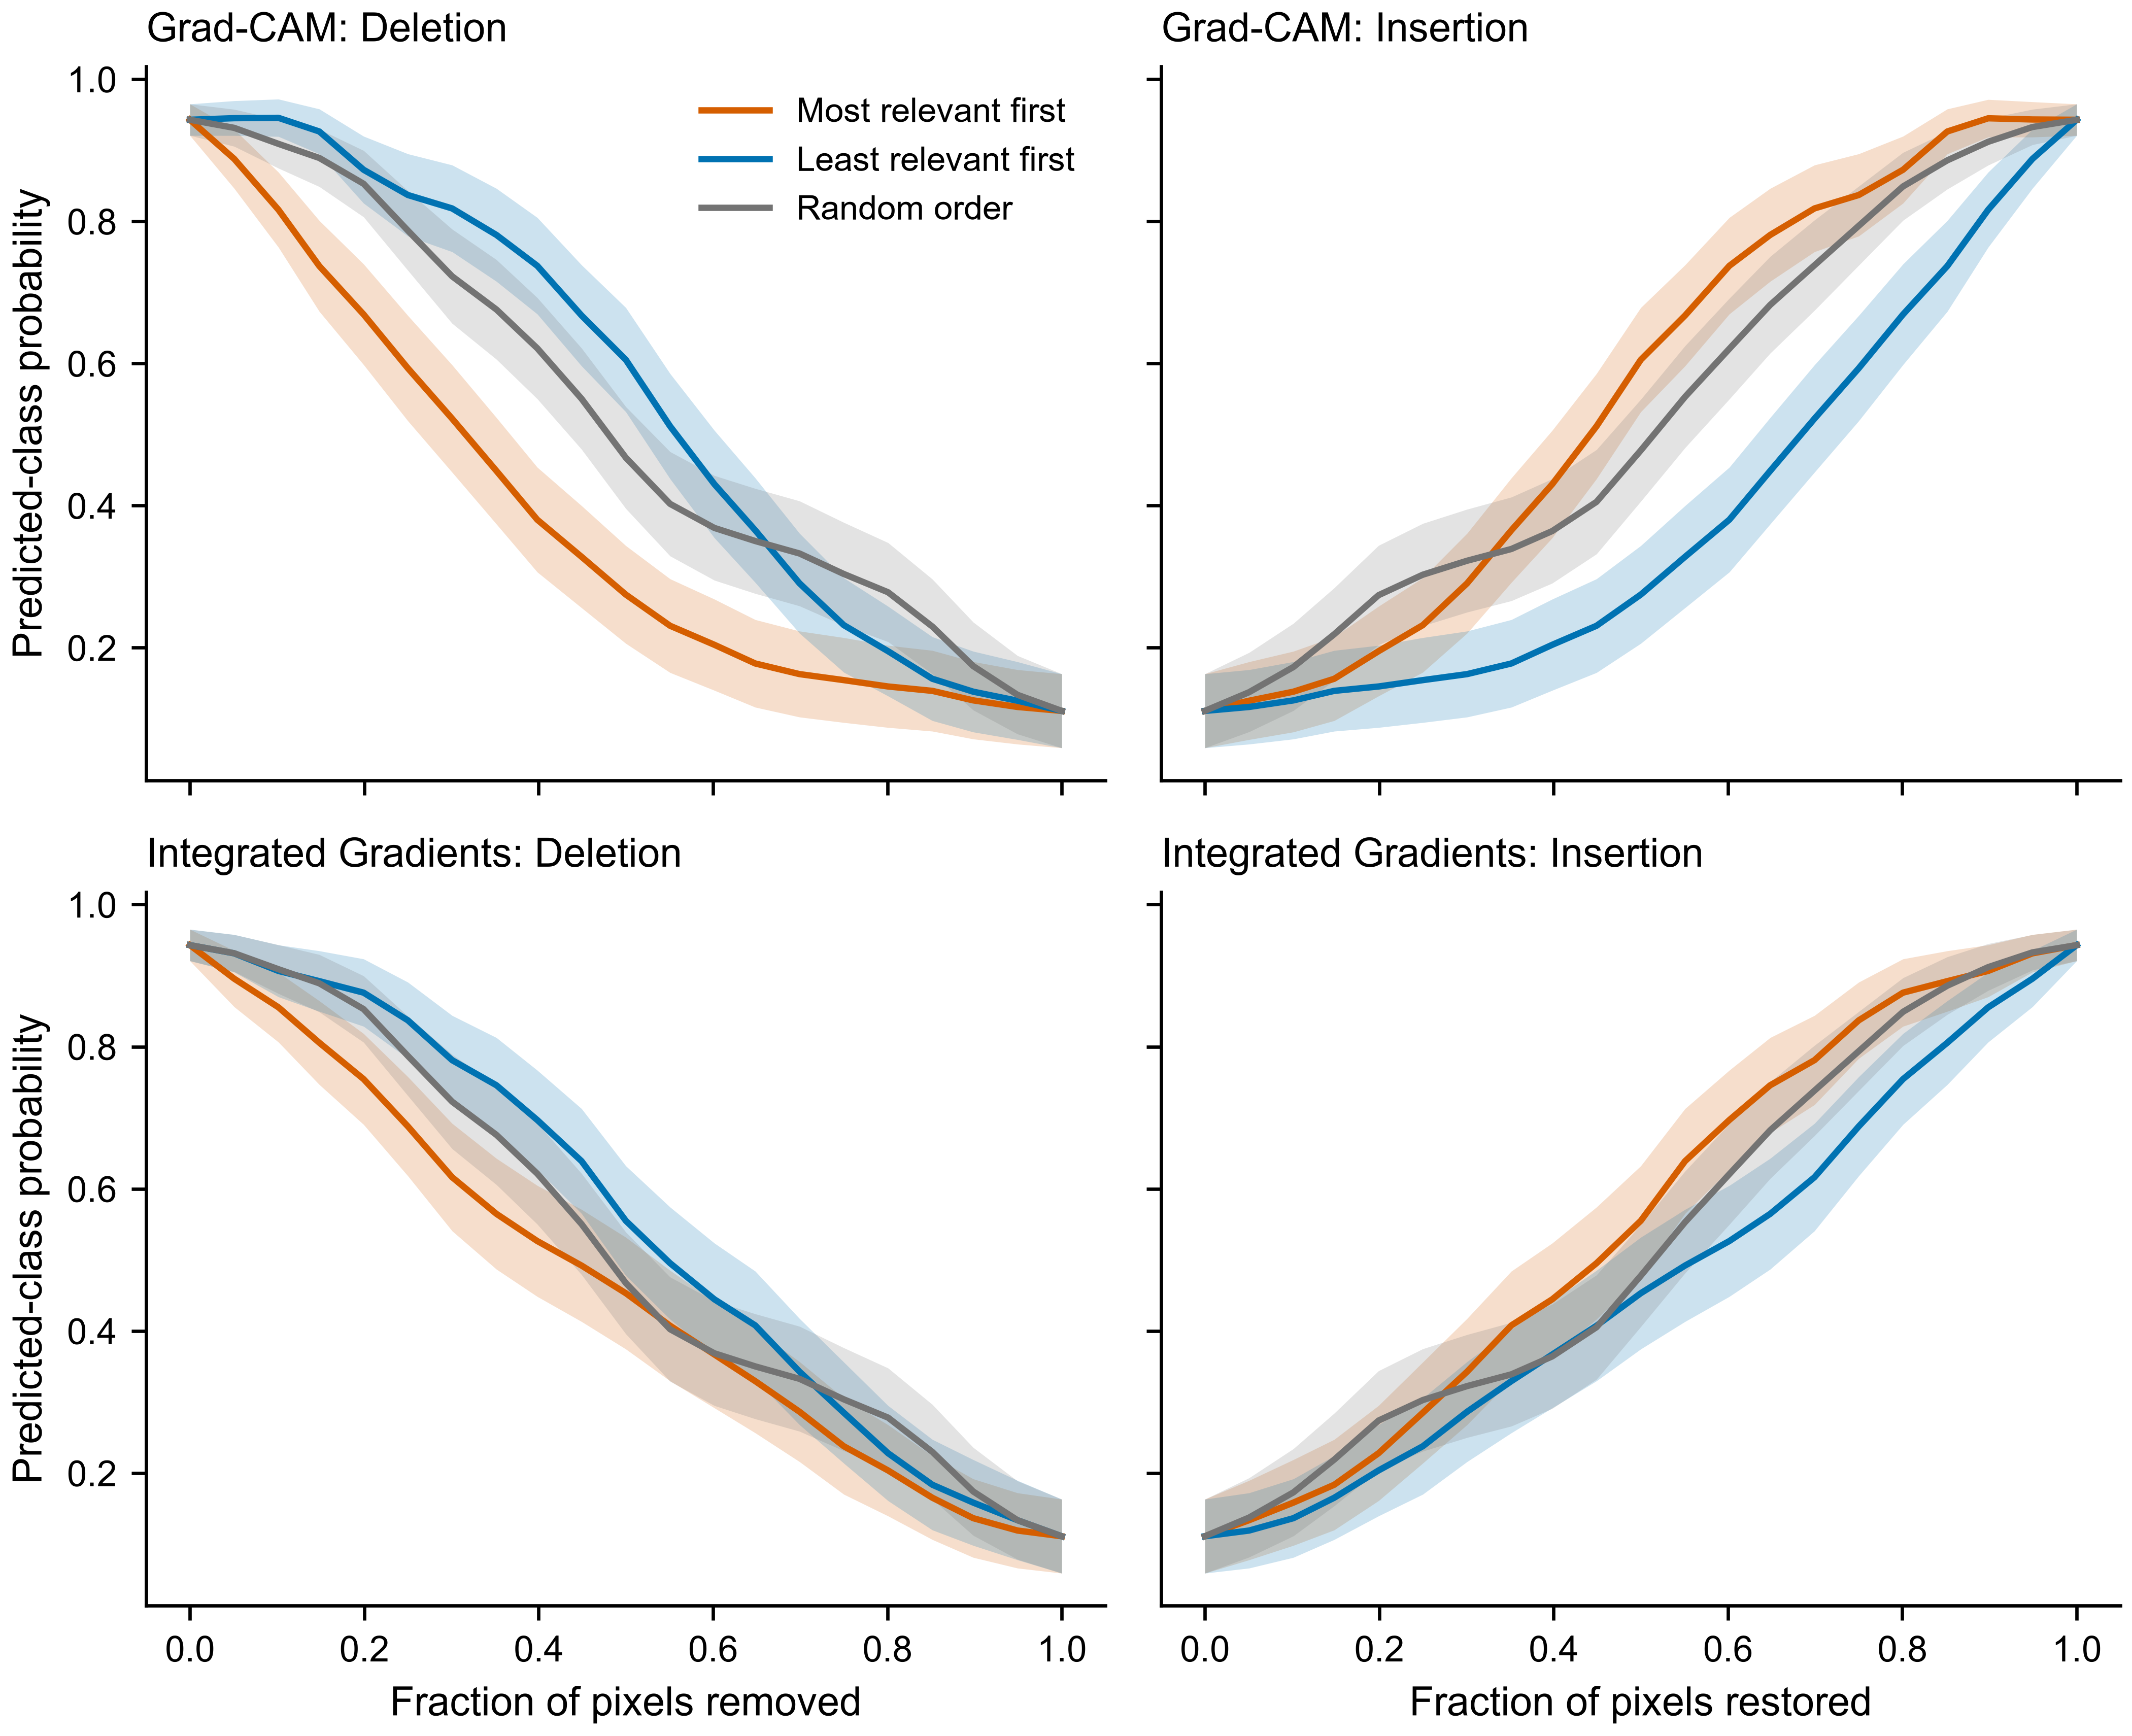 Grad-CAM: Deletion
Grad-CAM: Insertion
1.0
0.8
0.6
0.4
0.2
Predicted-class probability
Most relevant first
Least relevant first
Random order
Integrated Gradients: Deletion
Integrated Gradients: Insertion
1.0
0.8
0.6
0.4
0.2
Predicted-class probability
0.0 0.2 0.4 0.6 0.8 1.0
Fraction of pixels removed
0.0 0.2 0.4 0.6 0.8 1.0
Fraction of pixels restored